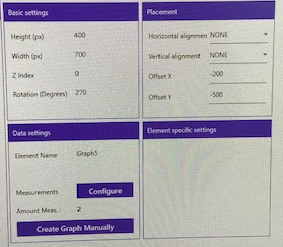 Basic settings
Height (px) 400
Width (px) 700
Z Index 0
Rotation (Degrees) 270
Placement
Horizontal alignmen NONE
Vertical alignment NONE
Offset X -200
Offset Y -500
Data settings
Element Name Graph5
Measurements Configure
Amount Meas. : 2
Create Graph Manually
Element specific settings